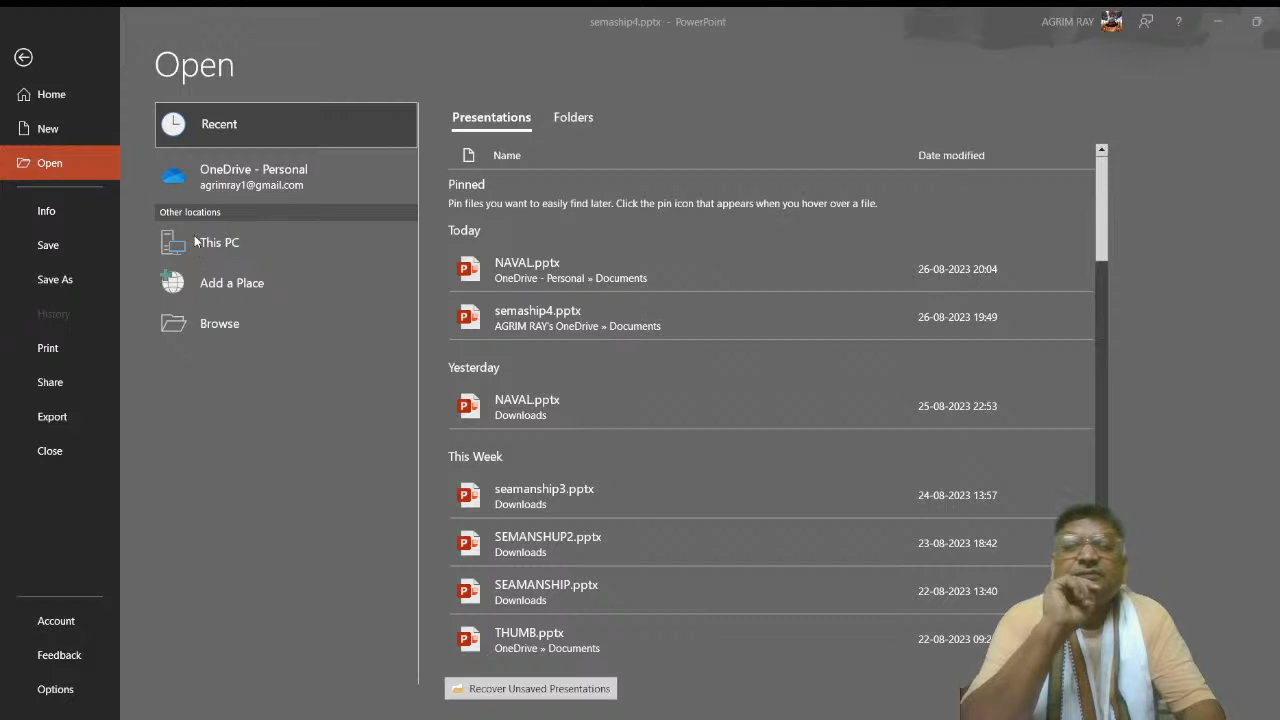 semaship4.pptx - PowerPoint
AGRIM RAY
?
Open
Home
New
Open
Info
Save
Save As
History
Print
Share
Export
Close
Account
Feedback
Options
Recent
OneDrive - Personal
agrimray1@gmail.com
Other locations
This PC
Add a Place
Browse
Presentations Folders
Name Date modified
Pinned
Pin files you want to easily find later. Click the pin icon that appears when you hover over a file.
Today
NAVAL.pptx
OneDrive - Personal » Documents
26-08-2023 20:04
semaship4.pptx
AGRIM RAY's OneDrive » Documents
26-08-2023 19:49
Yesterday
NAVAL.pptx
Downloads
25-08-2023 22:53
This Week
seamanship3.pptx
Downloads
24-08-2023 13:57
SEMANSHUP2.pptx
Downloads
23-08-2023 18:42
SEAMANSHIP.pptx
Downloads
22-08-2023 13:40
THUMB.pptx
OneDrive » Documents
22-08-2023
Recover Unsaved Presentations